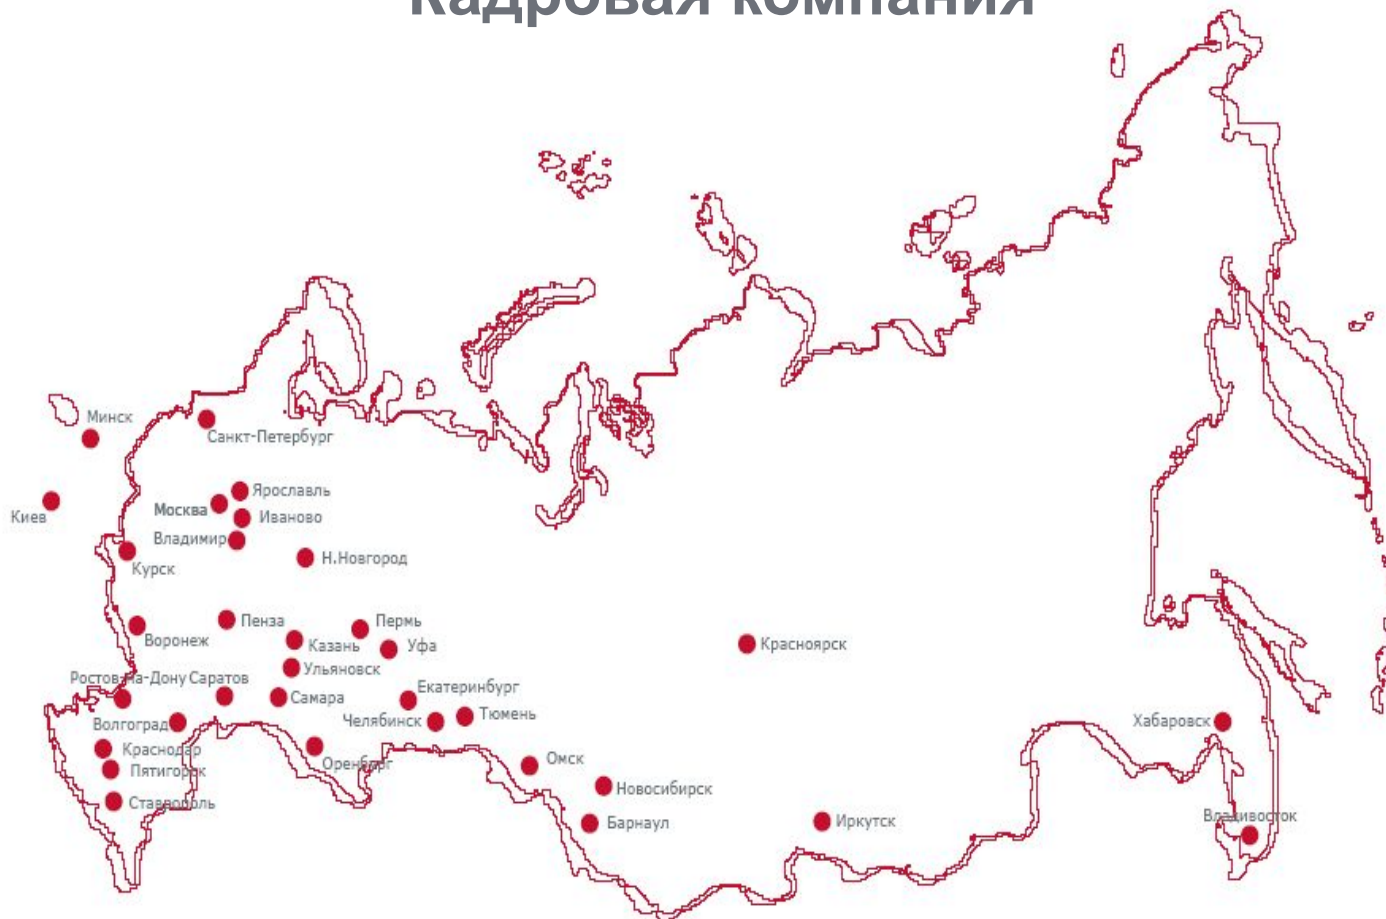 Кадровая компания
Минск
Санкт-Петербург
Киев
Ярославль
Москва
Иваново
Владимир
Н.Новгород
Курск
Пенза
Пермь
Воронеж
Казань
Уфа
Ульяновск
Красноярск
Ростов-на-Дону
Саратов
Самара
Екатеринбург
Тюмень
Челябинск
Волгоград
Хабаровск
Краснодар
Пятигорск
Оренбург
Омск
Новосибирск
Ставрополь
Барнаул
Иркутск
Владивосток